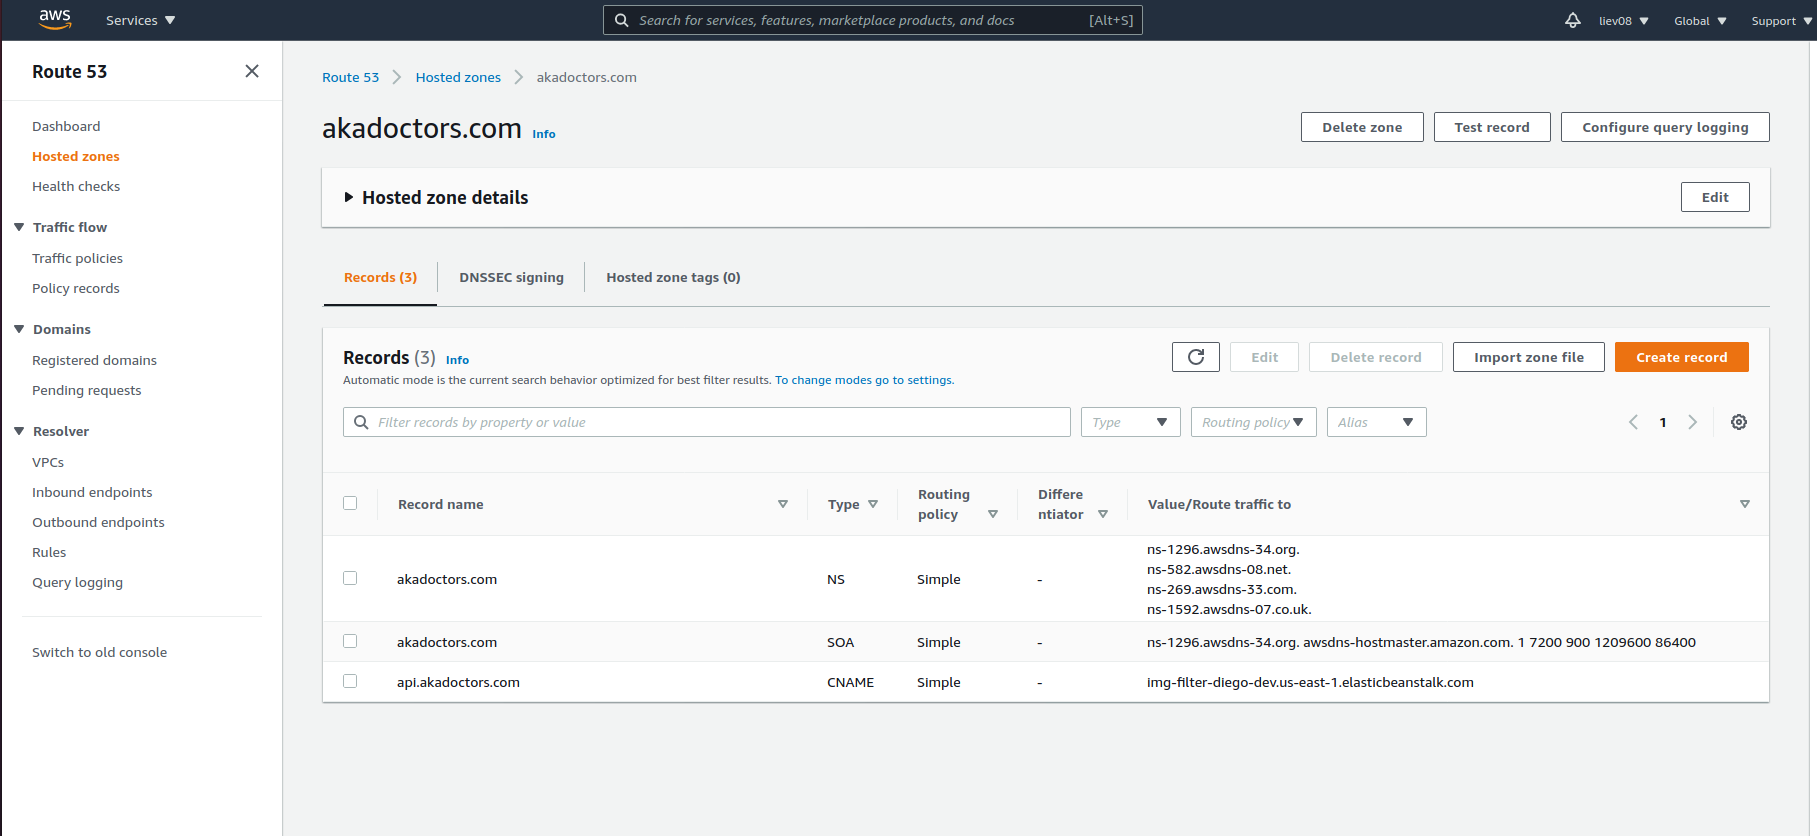 aws
Services
Search for services, features, marketplace products, and docs
[Alt+S]
liev08
Global
Support
Route 53
Dashboard
Hosted zones
Health checks
Traffic flow
Traffic policies
Policy records
Domains
Registered domains
Pending requests
Resolver
VPCs
Inbound endpoints
Outbound endpoints
Rules
Query logging
Switch to old console
Route 53
Hosted zones
akadoctors.com
akadoctors.com Info
Delete zone
Test record
Configure query logging
Hosted zone details
Edit
Records (3)
DNSSEC signing
Hosted zone tags (0)
Records (3) Info
Automatic mode is the current search behavior optimized for best filter results. To change modes go to settings.
Edit
Delete record
Import zone file
Create record
Filter records by property or value
Type
Routing policy
Alias
1
Record name
Type
Routing
policy
Differe
ntiator
Value/Route traffic to
akadoctors.com
NS
Simple
-
ns-1296.awsdns-34.org.
ns-582.awsdns-08.net.
ns-269.awsdns-33.com.
ns-1592.awsdns-07.co.uk.
akadoctors.com
SOA
Simple
-
ns-1296.awsdns-34.org. awsdns-hostmaster.amazon.com. 1 7200 900 1209600 86400
api.akadoctors.com
CNAME
Simple
-
img-filter-diego-dev.us-east-1.elasticbeanstalk.com